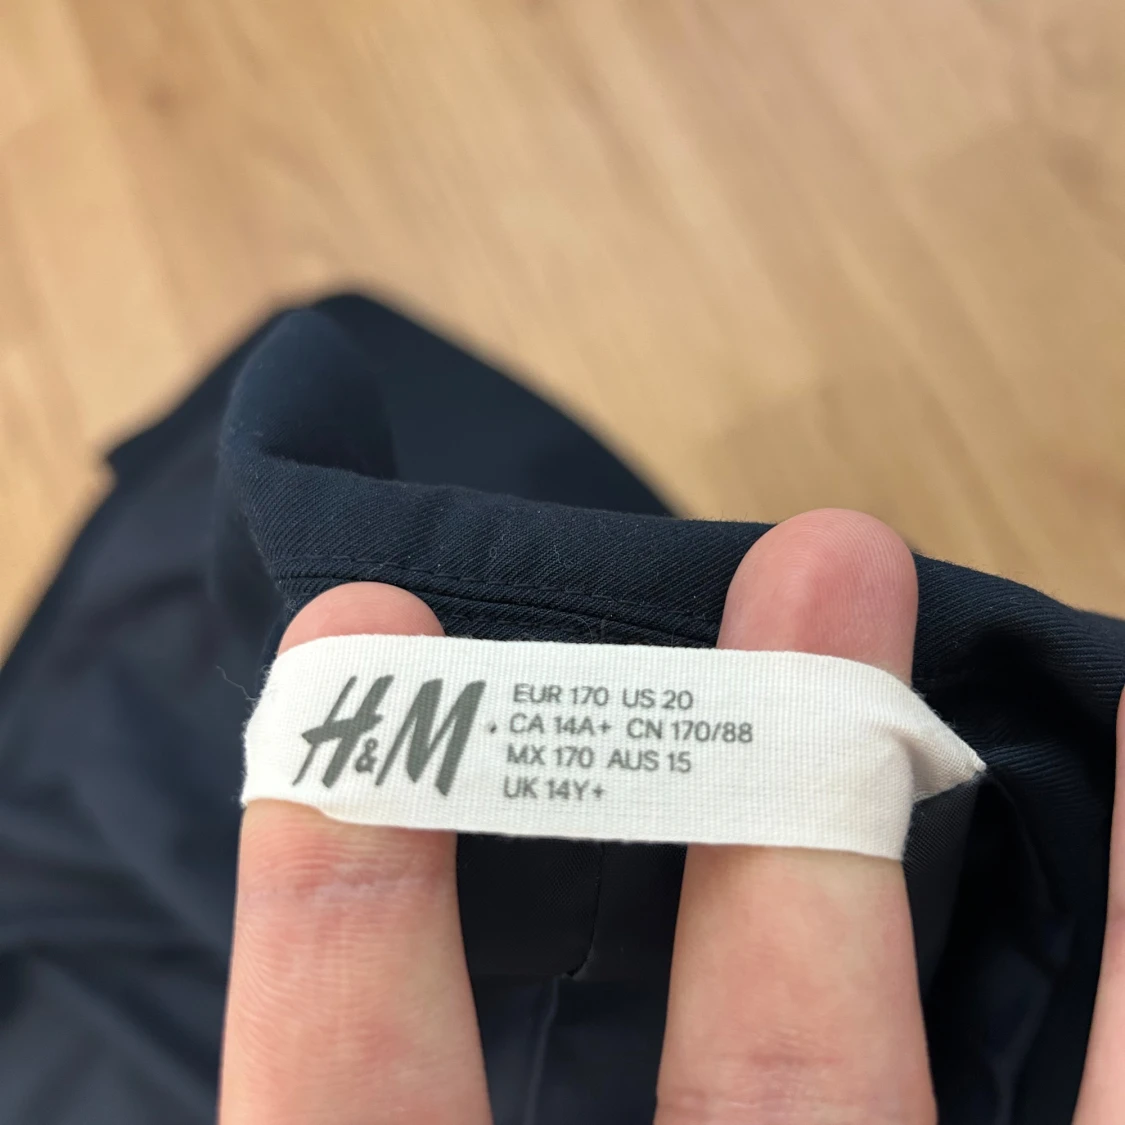 H&M
EUR 170 US 20
CA 14A+ CN 170/88
MX 170 AUS 15
UK 14Y+